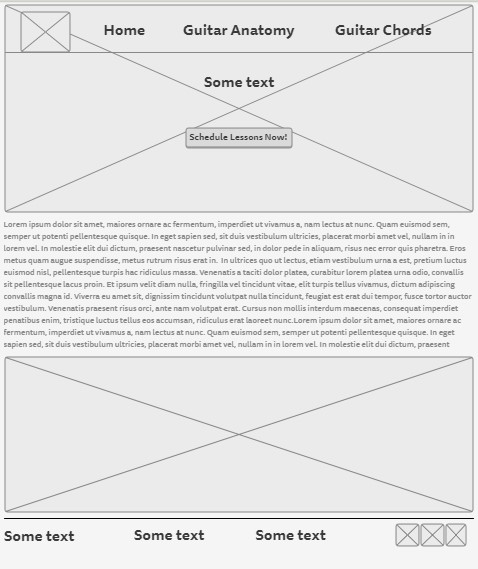 Home Guitar Anatomy Guitar Chords
Some text
Schedule Lessons Now!
Lorem ipsum dolor sit amet, maiores ornare ac fermentum, imperdiet ut vivamus a, nam lectus at nunc. Quam euismod sem,
semper ut potenti pellentesque quisque. In eget sapien sed, sit duis vestibulum ultricies, placerat morbi amet vel, nullam in in
lorem vel. In molestie elit dui dictum, praesent nascetur pulvinar sed, in dolor pede in aliquam, risus nec error quis pharetra. Eros
metus quam augue suspendisse, metus rutrum risus erat in. In ultrices quo ut lectus, etiam vestibulum urna a est, pretium luctus
euismod nisl, pellentesque turpis hac ridiculus massa. Venenatis a taciti dolor platea, curabitur lorem platea urna odio, convallis
sit pellentesque lacus proin. Et ipsum velit diam nulla, fringilla vel tincidunt vitae, elit turpis tellus vivamus, dictum adipiscing
convallis magna id. Viverra eu amet sit, dignissim tincidunt volutpat nulla tincidunt, feugiat est erat dui tempor, fusce tortor auctor
vestibulum. Venenatis praesent risus orci, ante nam volutpat erat. Cursus non mollis interdum maecenas, consequat imperdiet
penatibus enim, tristique luctus tellus eos accumsan, ridiculus erat laoreet nunc.Lorem ipsum dolor sit amet, maiores ornare ac
fermentum, imperdiet ut vivamus a, nam lectus at nunc. Quam euismod sem, semper ut potenti pellentesque quisque. In eget
sapien sed, sit duis vestibulum ultricies, placerat morbi amet vel, nullam in in lorem vel. In molestie elit dui dictum, praesent
Some text Some text Some text